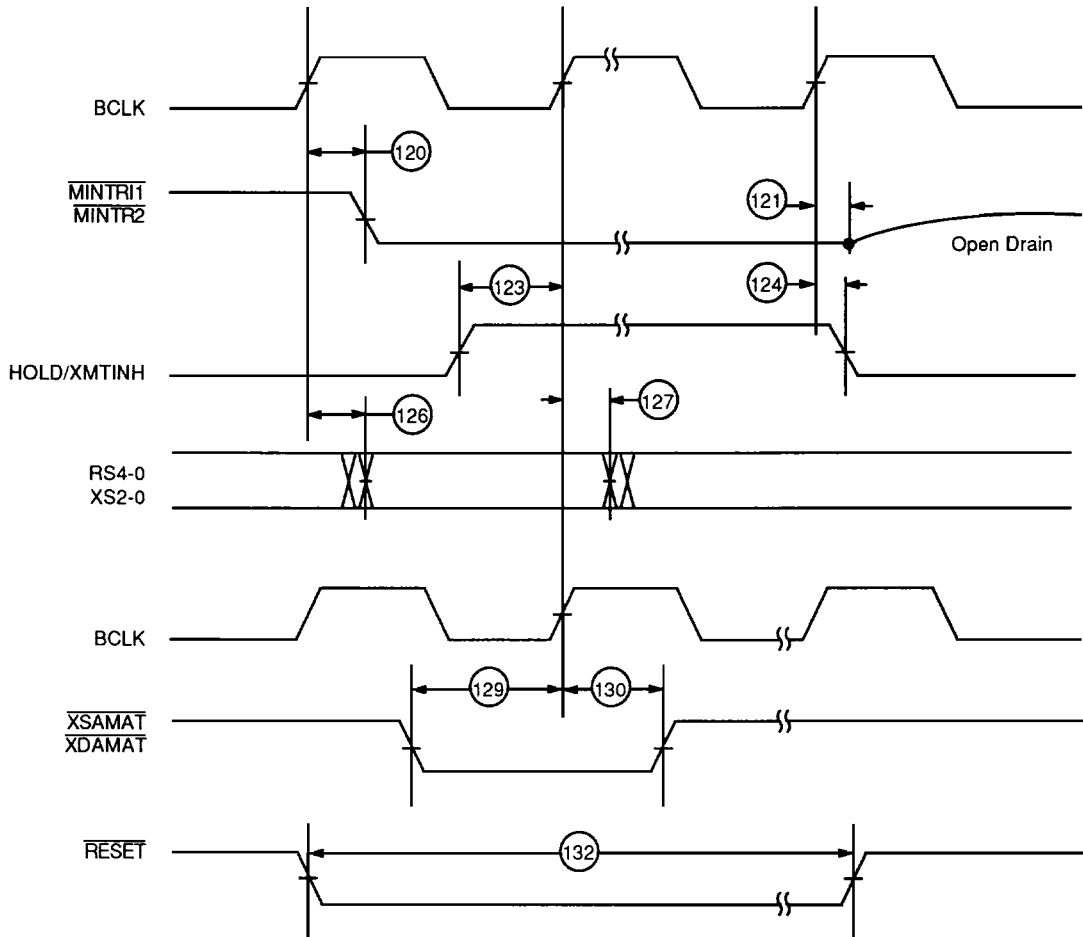 BCLK
120
MINTRI1
MINTR2
121
Open Drain
123
124
HOLD/XMTINH
126
127
RS4-0
XS2-0
BCLK
129
130
XSAMAT
XDAMAT
RESET
132